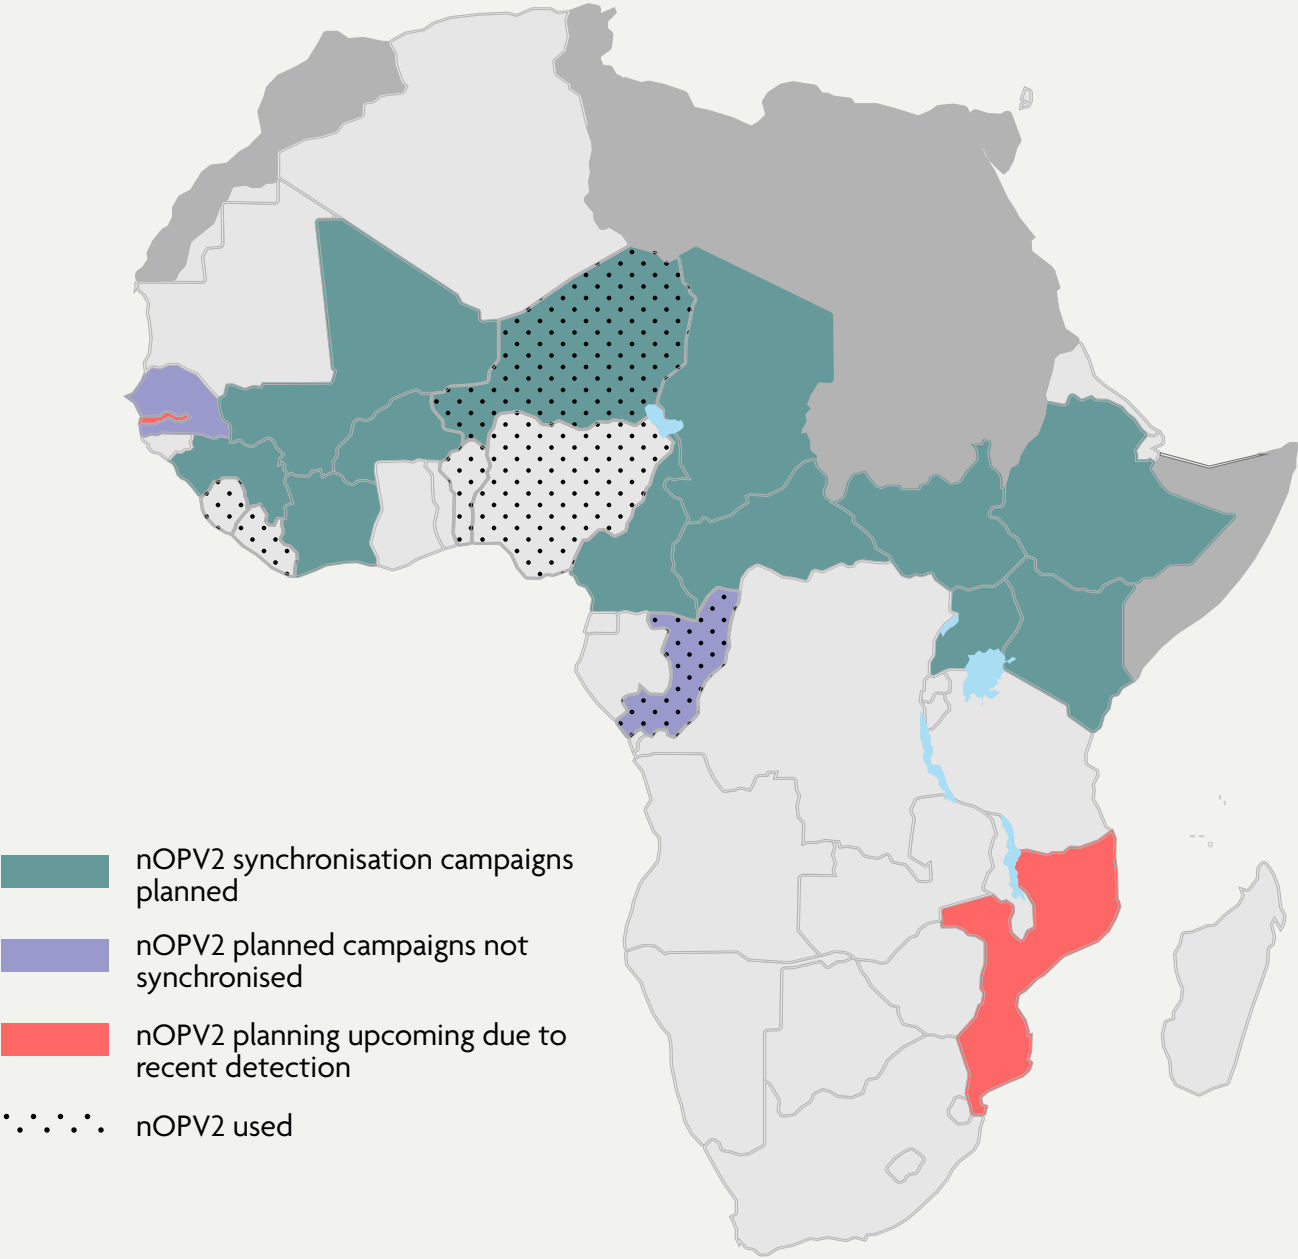 nOPV2 synchronisation campaigns
planned
nOPV2 planned campaigns not
synchronised
nOPV2 planning upcoming due to
recent detection
nOPV2 used